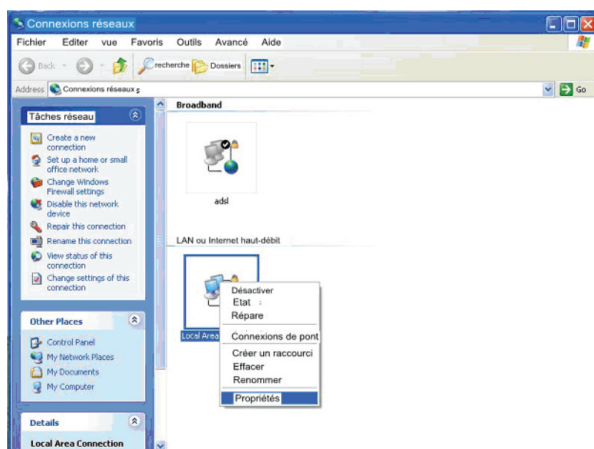 Connexions réseaux
Fichier Editer vue Favoris Outils Avancé Aide
Back recherche Dossiers
Address Connexions réseaux Go
Tâches réseau
Create a new
connection
Set up a home or small
office network
Change Windows
Firewall settings
Disable this network
device
Repair this connection
Rename this connection
View status of this
connection
Change settings of this
connection
Other Places
Control Panel
My Network Places
My Documents
My Computer
Details
Local Area Connection
Broadband
adsl
LAN ou Internet haut-débit
Local Area
Désactiver
Etat
Répare
Connexions de pont
Créer un raccourci
Effacer
Renommer
Propriétés